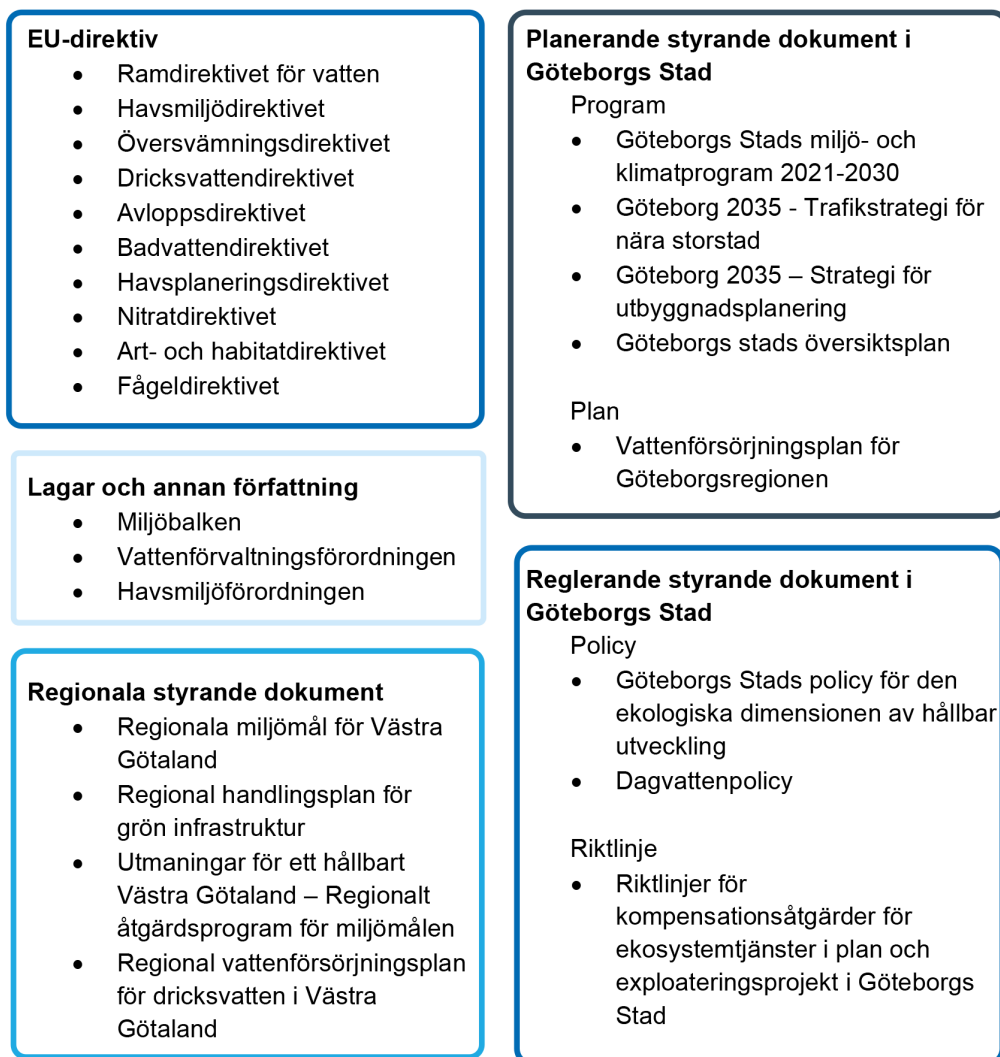 EU-direktiv
• Ramdirektivet för vatten
• Havsmiljödirektivet
• Översvämningsdirektivet
• Dricksvattendirektivet
• Avloppsdirektivet
• Badvattendirektivet
• Havsplaneringsdirektivet
• Nitratdirektivet
• Art- och habitatdirektivet
• Fågeldirektivet
Lagar och annan författning
• Miljöbalken
• Vattenförvaltningsförordningen
• Havsmiljöförordningen
Regionala styrande dokument
• Regionala miljömål för Västra
Götaland
• Regional handlingsplan för
grön infrastruktur
• Utmaningar för ett hållbart
Västra Götaland – Regionalt
åtgärdsprogram för miljömålen
• Regional vattenförsörjningsplan
för dricksvatten i Västra
Götaland
Planerande styrande dokument i
Göteborgs Stad
Program
• Göteborgs Stads miljö- och
klimatprogram 2021-2030
• Göteborg 2035 - Trafikstrategi för
nära storstad
• Göteborg 2035 – Strategi för
utbyggnadsplanering
• Göteborgs stads översiktsplan
Plan
• Vattenförsörjningsplan för
Göteborgsregionen
Reglerande styrande dokument i
Göteborgs Stad
Policy
• Göteborgs Stads policy för den
ekologiska dimensionen av hållbar
utveckling
• Dagvattenpolicy
Riktlinje
• Riktlinjer för
kompensationsåtgärder för
ekosystemtjänster i plan och
exploateringsprojekt i Göteborgs
Stad